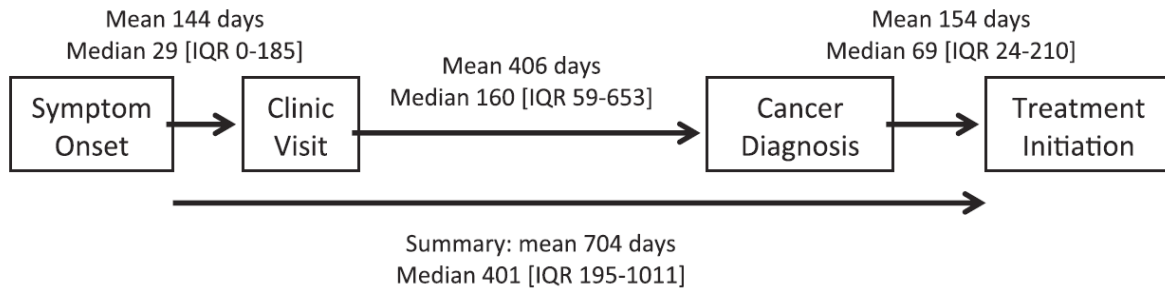 Mean 144 days
Median 29 [IQR 0-185]
Mean 406 days
Median 160 [IQR 59-653]
Mean 154 days
Median 69 [IQR 24-210]
Symptom
Onset
Clinic
Visit
Cancer
Diagnosis
Treatment
Initiation
Summary: mean 704 days
Median 401 [IQR 195-1011]